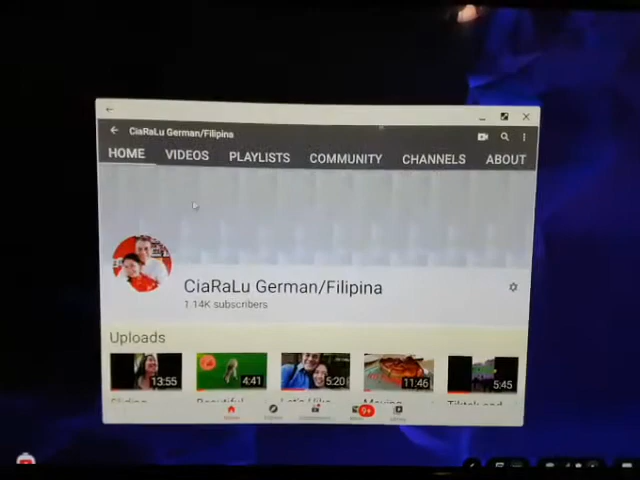 CiaRaLu German/Filipina
HOME VIDEOS PLAYLISTS COMMUNITY CHANNELS ABOUT
CiaRaLu German/Filipina
1.14K subscribers
Uploads
13:55 4:41 5:20 11:46 5:45
9+